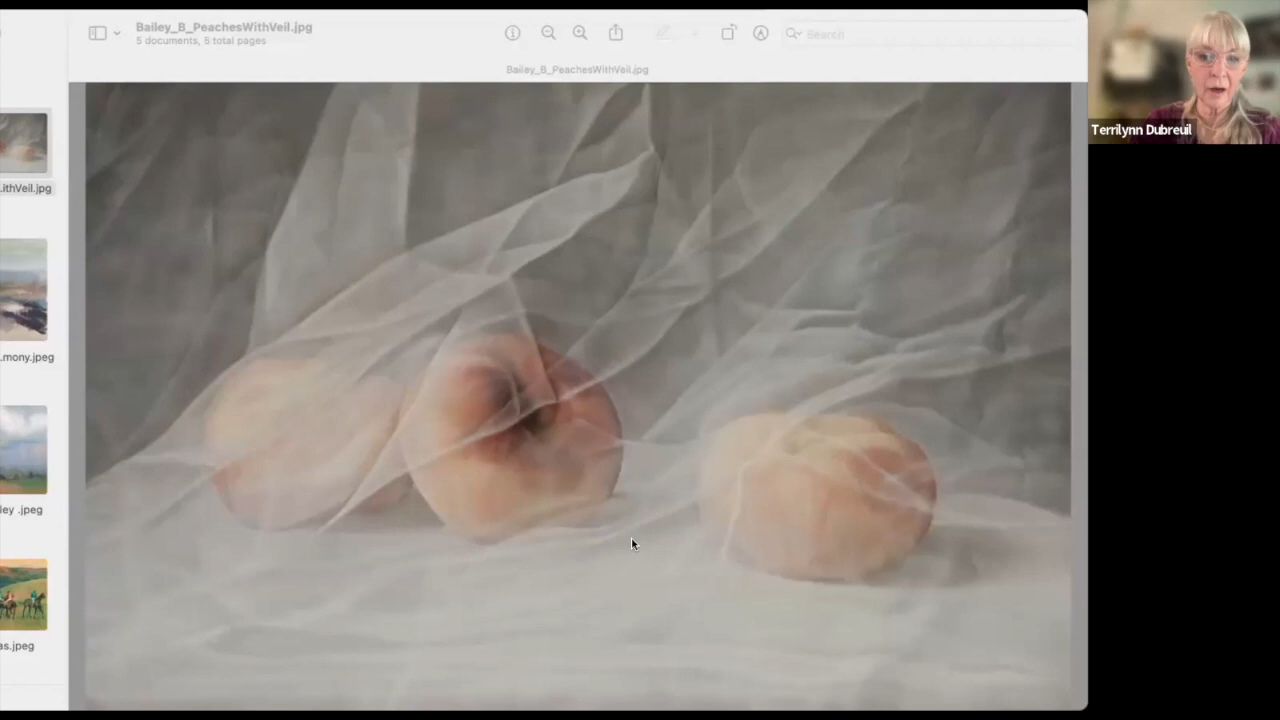 Bailey_B_PeachesWithVeil.jpg
5 documents, 5 total pages
Search
Bailey_B_PeachesWithVeil.jpg
Terrilynn Dubreuil
.ithVeil.jpg
.mony.jpeg
ley .jpeg
as.jpeg